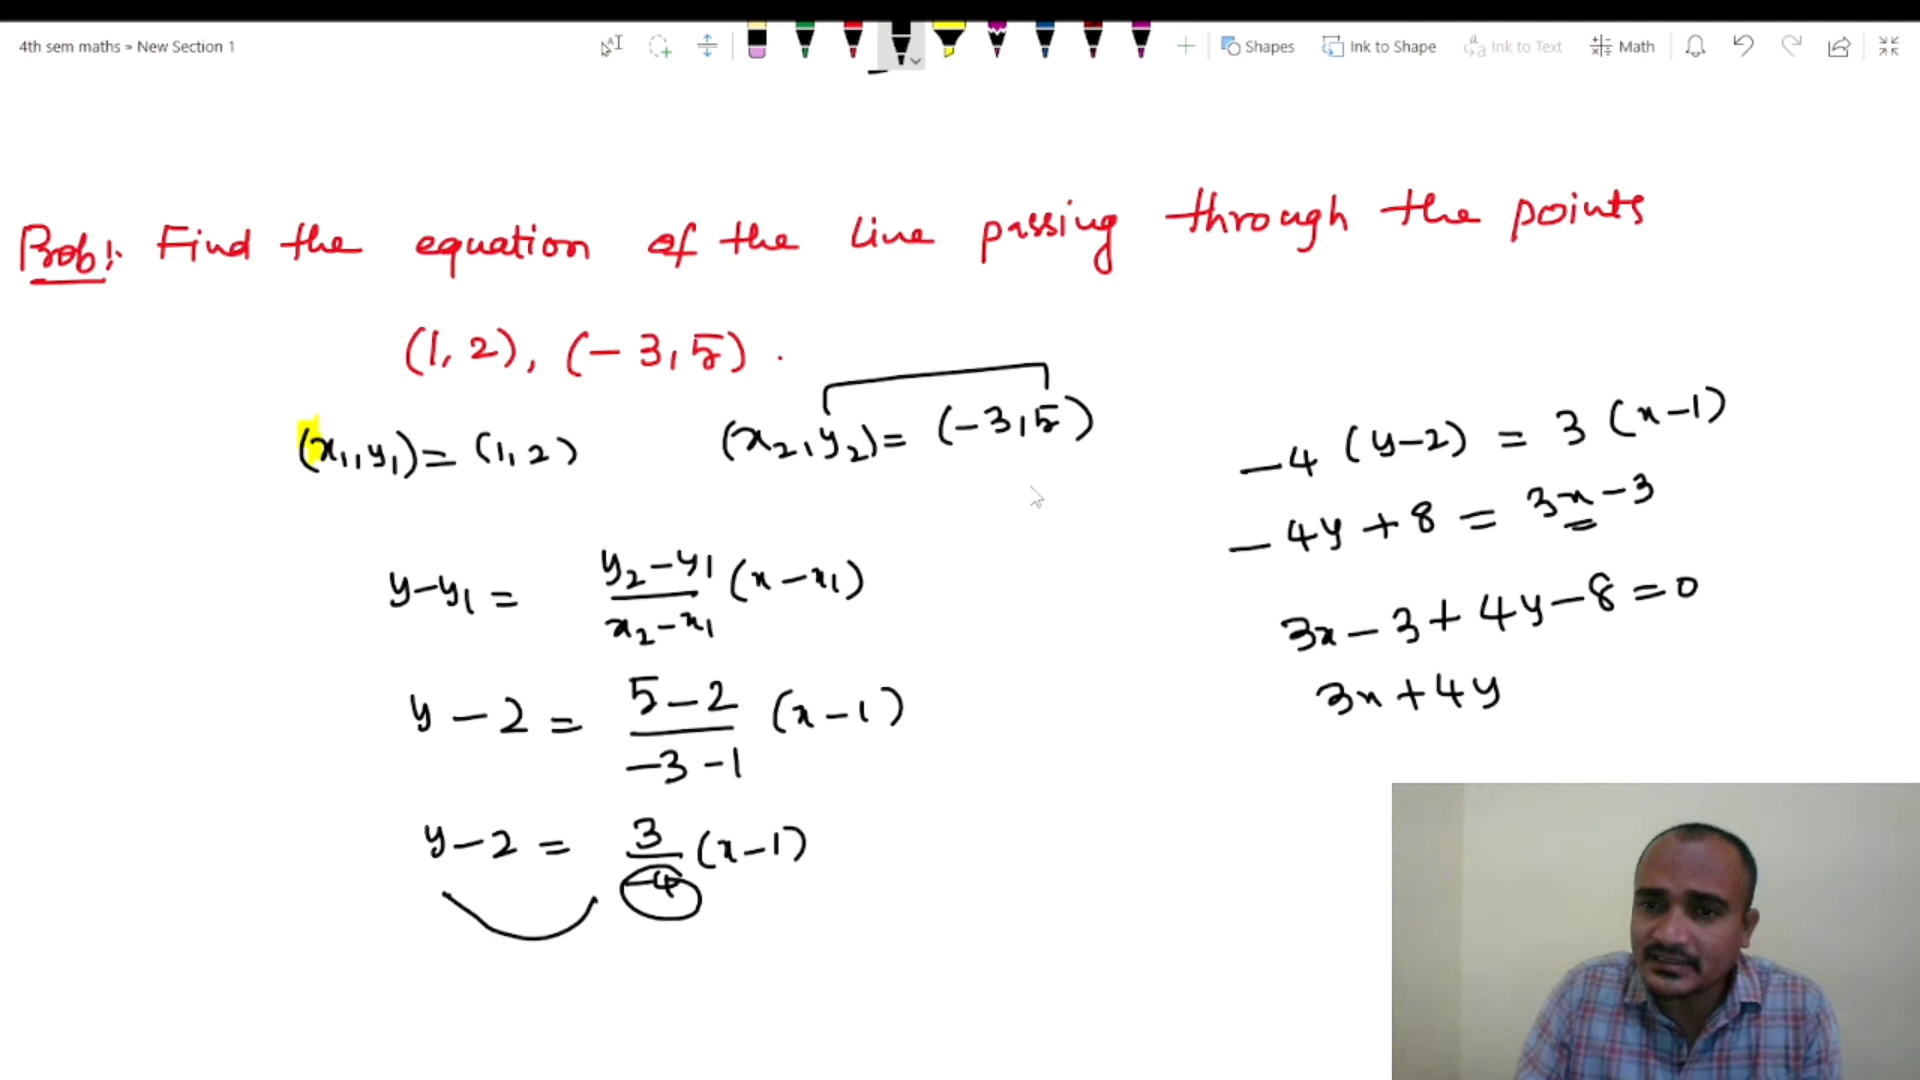 4th sem maths » New Section 1
Shapes Ink to Shape Ink to Text Math
Prob: Find the equation of the line passing through the points
(1, 2), (-3, 5).
(x₁, y₁) = (1, 2) (x₂, y₂) = (-3, 5)
y - y₁ = y₂ - y₁ / x₂ - x₁ (x - x₁)
y - 2 = 5 - 2 / -3 - 1 (x - 1)
y - 2 = 3 / -4 (x - 1)
-4 (y - 2) = 3 (x - 1)
-4y + 8 = 3x - 3
3x - 3 + 4y - 8 = 0
3x + 4y